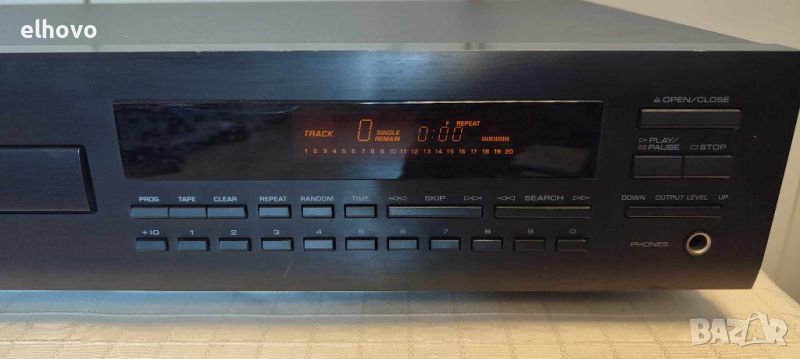 elhovo
TRACK 0 SINGLE REMAIN 0:00 F REPEAT
1 2 3 4 5 6 7 8 9 10 11 12 13 14 15 16 17 18 19 20
OPEN/CLOSE
PLAY/PAUSE STOP
DOWN OUTPUT LEVEL UP
PHONES
PROG TAPE CLEAR REPEAT RANDOM TIME SKIP SEARCH
+10 1 2 3 4 5 6 7 8 9 0
BAZAR